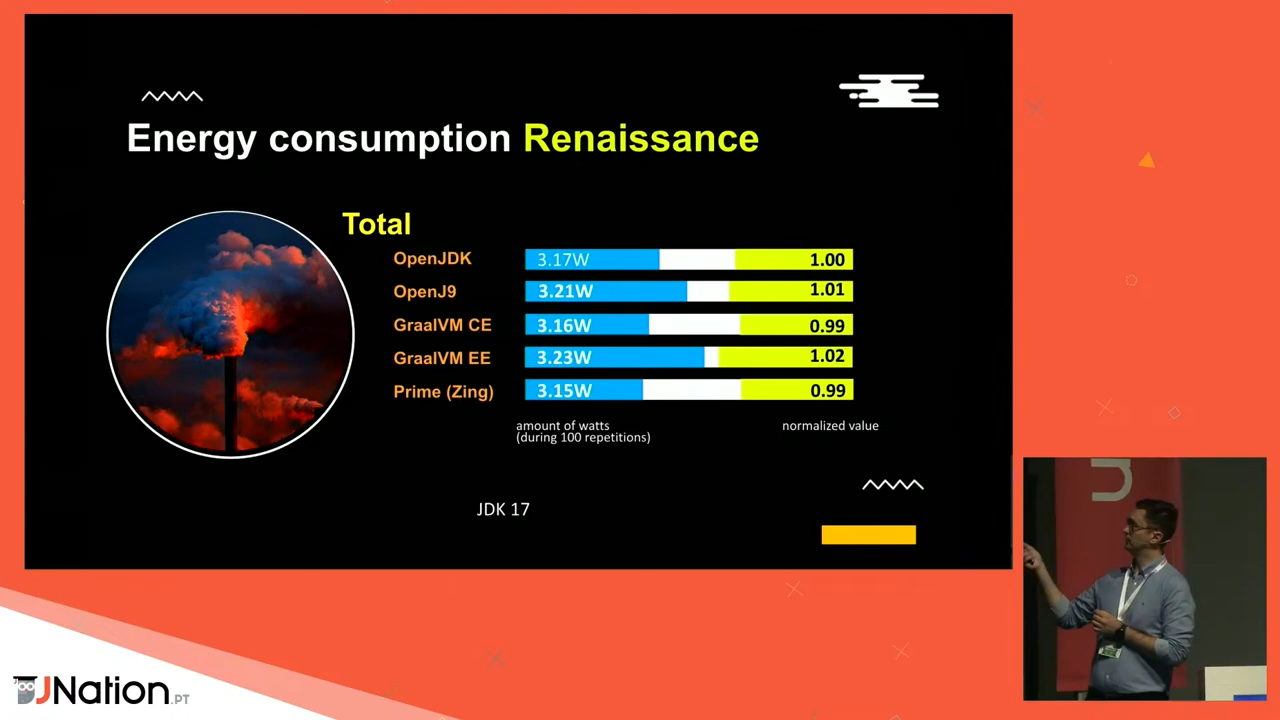 Energy consumption Renaissance
Total
OpenJDK 3.17W 1.00
OpenJ9 3.21W 1.01
GraalVM CE 3.16W 0.99
GraalVM EE 3.23W 1.02
Prime (Zing) 3.15W 0.99
amount of watts
(during 100 repetitions)
normalized value
JDK 17
JNation.PT